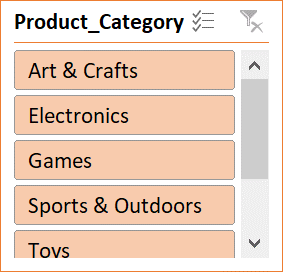 Product_Category
Art & Crafts
Electronics
Games
Sports & Outdoors
Toys